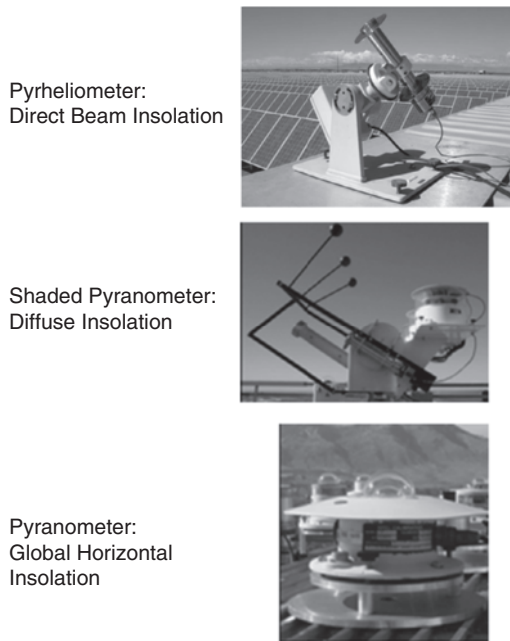 Pyrheliometer:
Direct Beam Insolation
Shaded Pyranometer:
Diffuse Insolation
Pyranometer:
Global Horizontal
Insolation